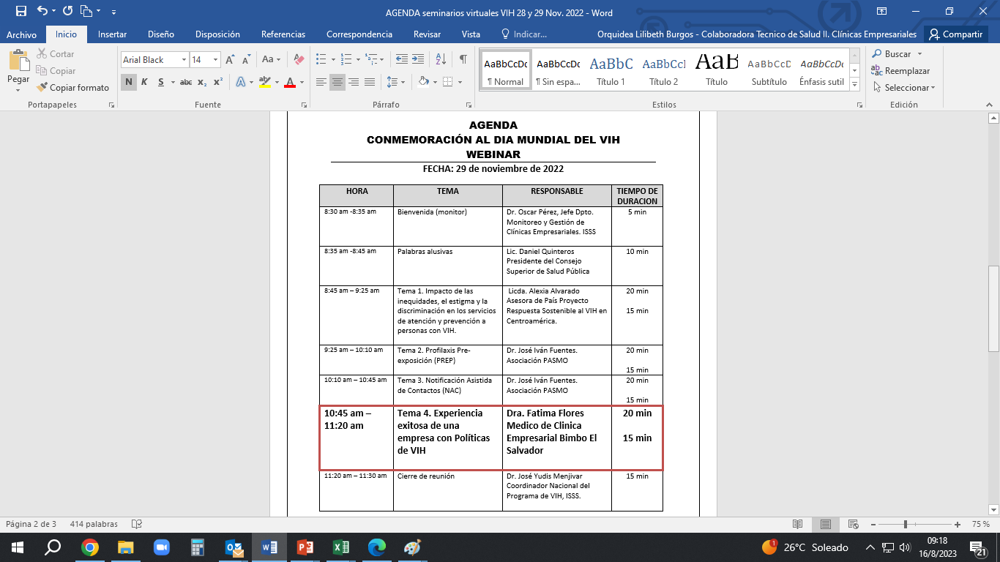 AGENDA seminarios virtuales VIH 28 y 29 Nov. 2022 - Word
Archivo Inicio Insertar Diseño Disposición Referencias Correspondencia Revisar Vista Indicar... Orquidea Lilibeth Burgos - Colaboradora Tecnico de Salud II. Clínicas Empresariales Compartir
Pegar
Cortar
Copiar
Copiar formato
Portapapeles
Arial Black 14
N K S abc x₂ x²
Fuente
Párrafo
AaBbCcDc AaBbCcDc AaBbC AaBbCcI AaB AaBbCcD AaBbCcDc
¶ Normal ¶ Sin espa... Título 1 Título 2 Título Subtítulo Énfasis sutil
Estilos
Buscar
Reemplazar
Seleccionar
Edición
AGENDA
CONMEMORACIÓN AL DIA MUNDIAL DEL VIH
WEBINAR
FECHA: 29 de noviembre de 2022
HORA TEMA RESPONSABLE TIEMPO DE
DURACION
8:30 am -8:35 am Bienvenida (monitor) Dr. Oscar Pérez, Jefe Dpto. 5 min
Monitoreo y Gestión de
Clínicas Empresariales. ISSS
8:35 am -8:45 am Palabras alusivas Lic. Daniel Quinteros 10 min
Presidente del Consejo
Superior de Salud Pública
8:45 am – 9:25 am Tema 1. Impacto de las Licda. Alexia Alvarado 20 min
inequidades, el estigma y la Asesora de País Proyecto
discriminación en los servicios Respuesta Sostenible al VIH en 15 min
de atención y prevención a Centroamérica.
personas con VIH.
9:25 am – 10:10 am Tema 2. Profilaxis Pre- Dr. José Iván Fuentes. 20 min
exposición (PREP) Asociación PASMO
15 min
10:10 am – 10:45 am Tema 3. Notificación Asistida Dr. José Iván Fuentes. 20 min
de Contactos (NAC) Asociación PASMO
15 min
10:45 am – Tema 4. Experiencia Dra. Fatima Flores 20 min
11:20 am exitosa de una Medico de Clinica
empresa con Políticas Empresarial Bimbo El 15 min
de VIH Salvador
11:20 am – 11:30 am Cierre de reunión Dr. José Yudis Menjivar 15 min
Coordinador Nacional del
Programa de VIH, ISSS.
Página 2 de 3 414 palabras 75 %
26°C Soleado
09:18
16/8/2023
21